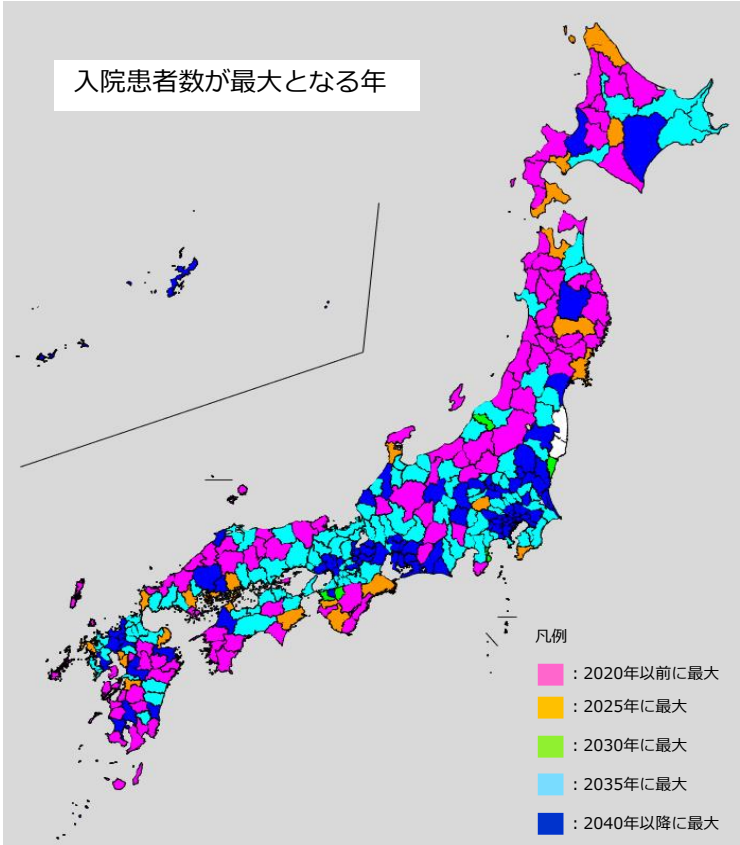 入院患者数が最大となる年
凡例
：2020年以前に最大
：2025年に最大
：2030年に最大
：2035年に最大
：2040年以降に最大